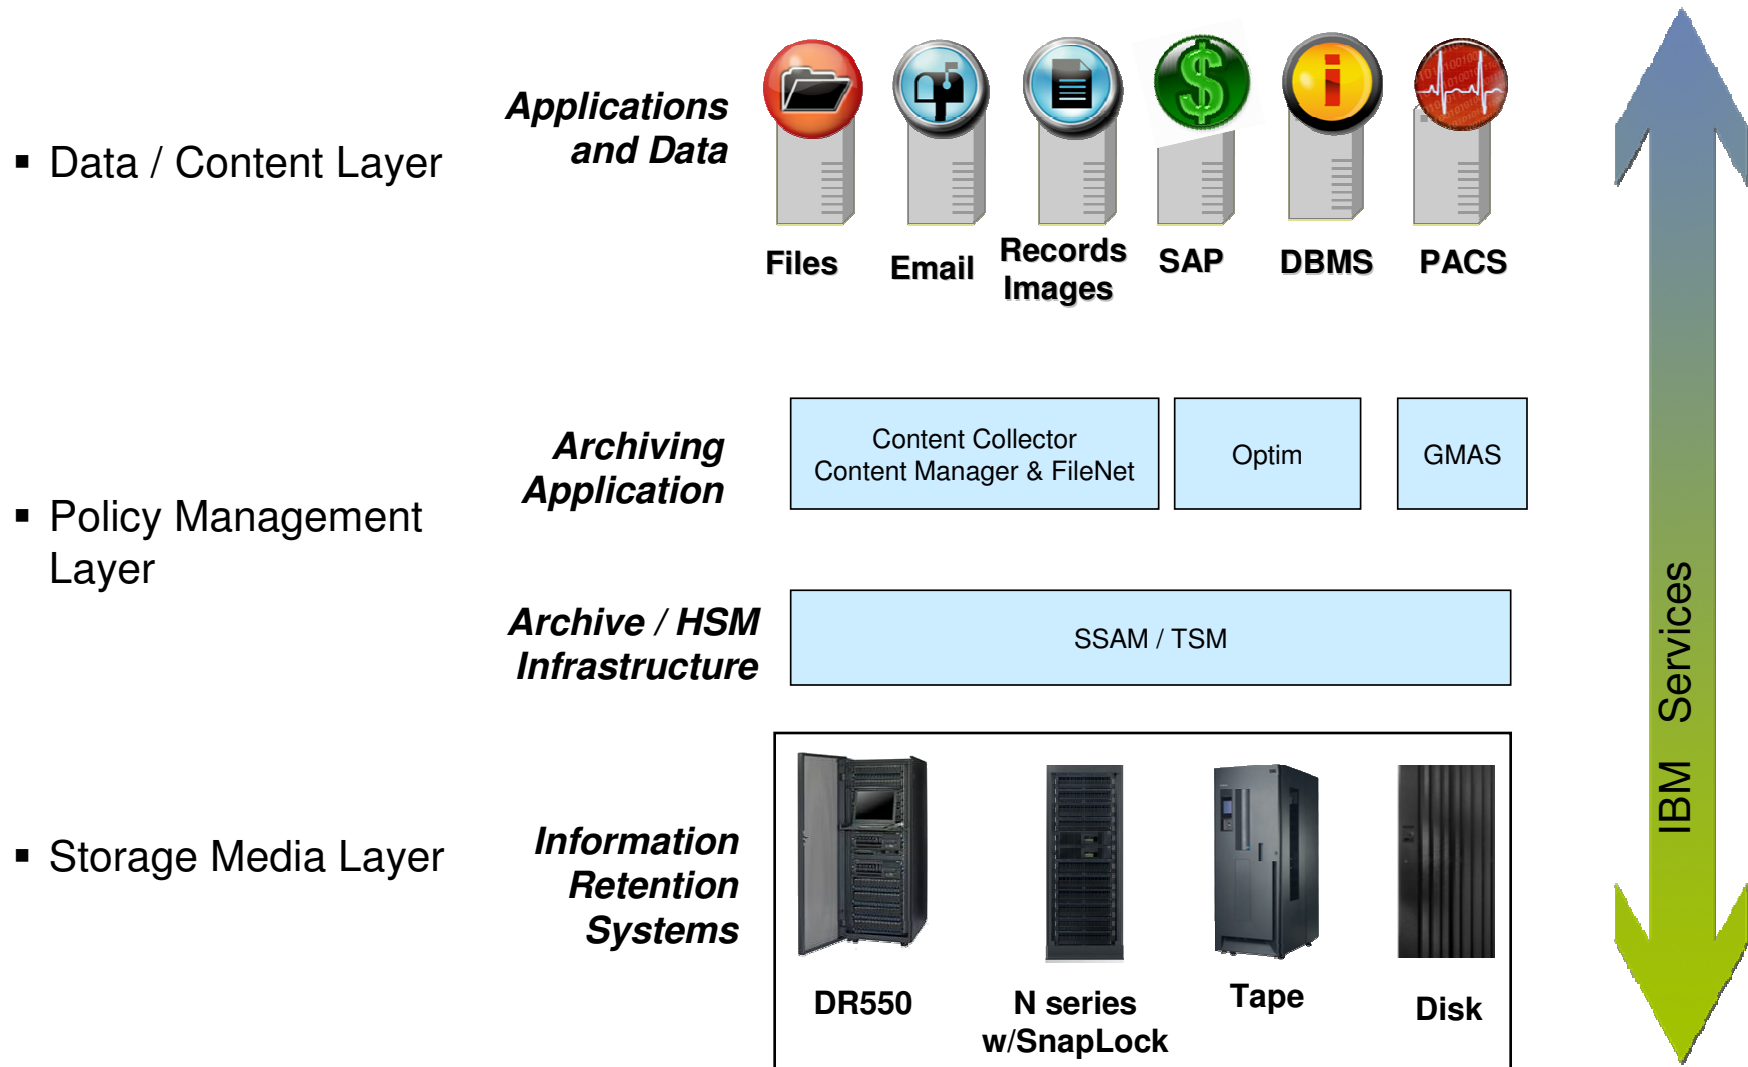 ▪ Data / Content Layer
Applications
and Data
Files
Email
Records
Images
SAP
DBMS
PACS
▪ Policy Management
Layer
Archiving
Application
Content Collector
Content Manager & FileNet
Optim
GMAS
Archive / HSM
Infrastructure
SSAM / TSM
▪ Storage Media Layer
Information
Retention
Systems
DR550
N series
w/SnapLock
Tape
Disk
IBM Services